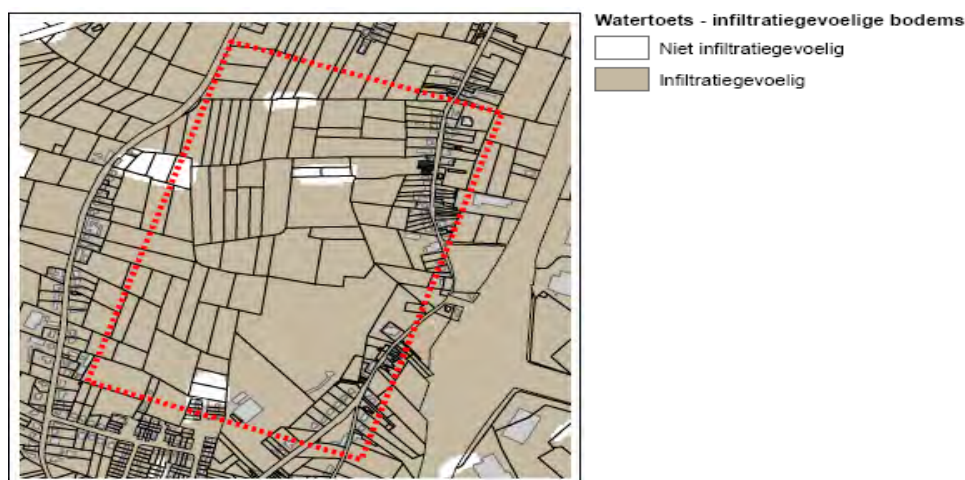 Watertoets - infiltratiegevoelige bodems
Niet infiltratiegevoelig
Infiltratiegevoelig